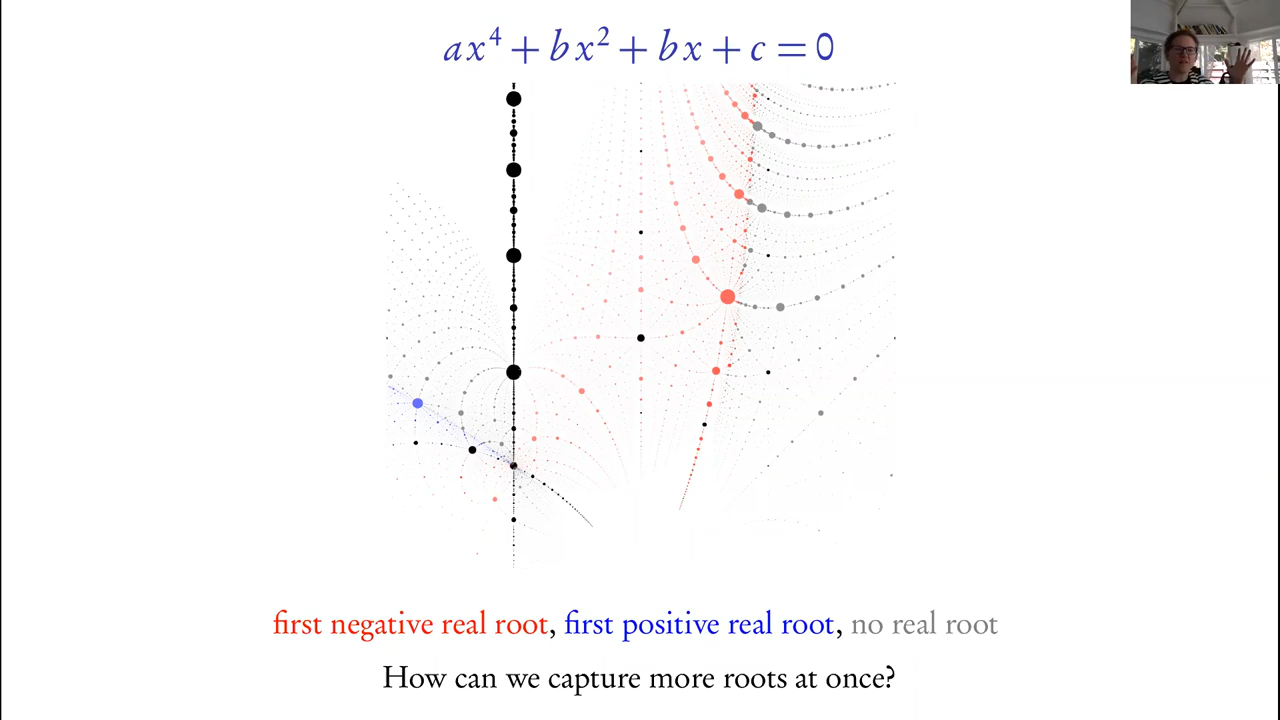 ax⁴ + bx² + bx + c = 0
first negative real root, first positive real root, no real root
How can we capture more roots at once?